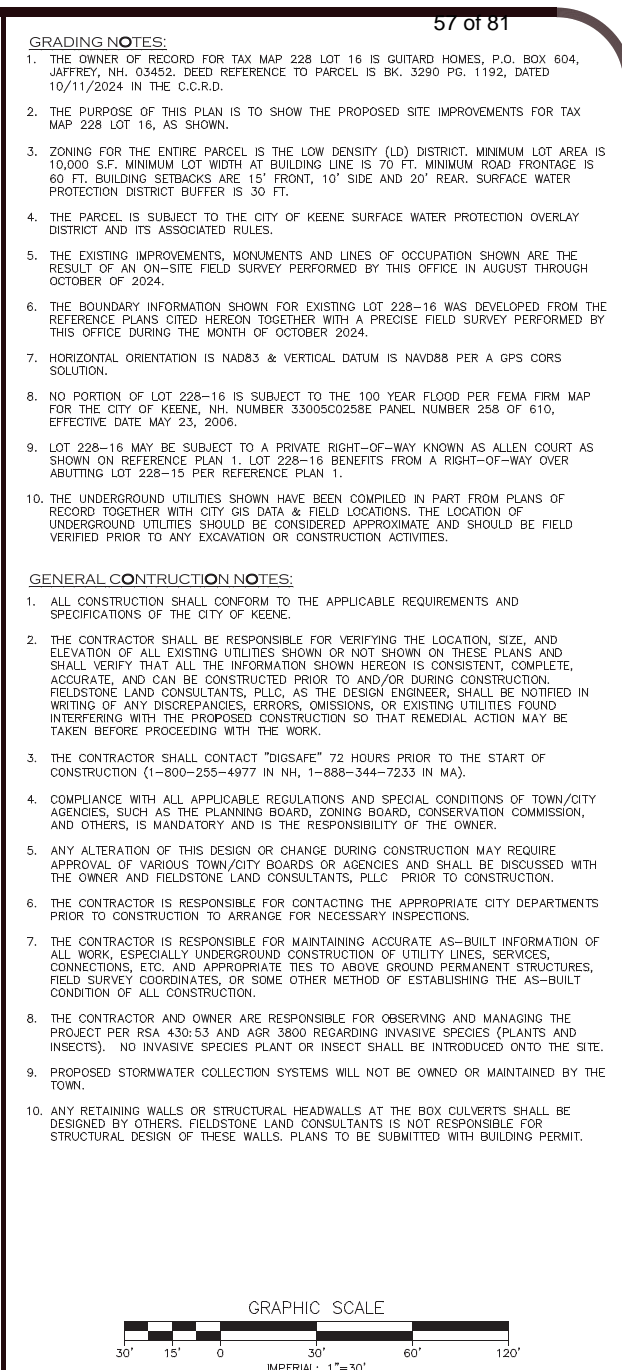 57 of 81
GRADING NOTES:
1. THE OWNER OF RECORD FOR TAX MAP 228 LOT 16 IS GUITARD HOMES, P.O. BOX 604,
JAFFREY, NH. 03452. DEED REFERENCE TO PARCEL IS BK. 3290 PG. 1192, DATED
10/11/2024 IN THE C.C.R.D.
2. THE PURPOSE OF THIS PLAN IS TO SHOW THE PROPOSED SITE IMPROVEMENTS FOR TAX
MAP 228 LOT 16, AS SHOWN.
3. ZONING FOR THE ENTIRE PARCEL IS THE LOW DENSITY (LD) DISTRICT. MINIMUM LOT AREA IS
10,000 S.F. MINIMUM LOT WIDTH AT BUILDING LINE IS 70 FT. MINIMUM ROAD FRONTAGE IS
60 FT. BUILDING SETBACKS ARE 15' FRONT, 10' SIDE AND 20' REAR. SURFACE WATER
PROTECTION DISTRICT BUFFER IS 30 FT.
4. THE PARCEL IS SUBJECT TO THE CITY OF KEENE SURFACE WATER PROTECTION OVERLAY
DISTRICT AND ITS ASSOCIATED RULES.
5. THE EXISTING IMPROVEMENTS, MONUMENTS AND LINES OF OCCUPATION SHOWN ARE THE
RESULT OF AN ON-SITE FIELD SURVEY PERFORMED BY THIS OFFICE IN AUGUST THROUGH
OCTOBER OF 2024.
6. THE BOUNDARY INFORMATION SHOWN FOR EXISTING LOT 228-16 WAS DEVELOPED FROM THE
REFERENCE PLANS CITED HEREON TOGETHER WITH A PRECISE FIELD SURVEY PERFORMED BY
THIS OFFICE DURING THE MONTH OF OCTOBER 2024.
7. HORIZONTAL ORIENTATION IS NAD83 & VERTICAL DATUM IS NAVD88 PER A GPS CORS
SOLUTION.
8. NO PORTION OF LOT 228-16 IS SUBJECT TO THE 100 YEAR FLOOD PER FEMA FIRM MAP
FOR THE CITY OF KEENE, NH. NUMBER 33005C0258E PANEL NUMBER 258 OF 610,
EFFECTIVE DATE MAY 23, 2006.
9. LOT 228-16 MAY BE SUBJECT TO A PRIVATE RIGHT-OF-WAY KNOWN AS ALLEN COURT AS
SHOWN ON REFERENCE PLAN 1. LOT 228-16 BENEFITS FROM A RIGHT-OF-WAY OVER
ABUTTING LOT 228-15 PER REFERENCE PLAN 1.
10. THE UNDERGROUND UTILITIES SHOWN HAVE BEEN COMPILED IN PART FROM PLANS OF
RECORD TOGETHER WITH CITY GIS DATA & FIELD LOCATIONS. THE LOCATION OF
UNDERGROUND UTILITIES SHOULD BE CONSIDERED APPROXIMATE AND SHOULD BE FIELD
VERIFIED PRIOR TO ANY EXCAVATION OR CONSTRUCTION ACTIVITIES.
GENERAL CONTRUCTION NOTES:
1. ALL CONSTRUCTION SHALL CONFORM TO THE APPLICABLE REQUIREMENTS AND
SPECIFICATIONS OF THE CITY OF KEENE.
2. THE CONTRACTOR SHALL BE RESPONSIBLE FOR VERIFYING THE LOCATION, SIZE, AND
ELEVATION OF ALL EXISTING UTILITIES SHOWN OR NOT SHOWN ON THESE PLANS AND
SHALL VERIFY THAT ALL THE INFORMATION SHOWN HEREON IS CONSISTENT, COMPLETE,
ACCURATE, AND CAN BE CONSTRUCTED PRIOR TO AND/OR DURING CONSTRUCTION.
FIELDSTONE LAND CONSULTANTS, PLLC, AS THE DESIGN ENGINEER, SHALL BE NOTIFIED IN
WRITING OF ANY DISCREPANCIES, ERRORS, OMISSIONS, OR EXISTING UTILITIES FOUND
INTERFERING WITH THE PROPOSED CONSTRUCTION SO THAT REMEDIAL ACTION MAY BE
TAKEN BEFORE PROCEEDING WITH THE WORK.
3. THE CONTRACTOR SHALL CONTACT "DIGSAFE" 72 HOURS PRIOR TO THE START OF
CONSTRUCTION (1-800-255-4977 IN NH, 1-888-344-7233 IN MA).
4. COMPLIANCE WITH ALL APPLICABLE REGULATIONS AND SPECIAL CONDITIONS OF TOWN/CITY
AGENCIES, SUCH AS THE PLANNING BOARD, ZONING BOARD, CONSERVATION COMMISSION,
AND OTHERS, IS MANDATORY AND IS THE RESPONSIBILITY OF THE OWNER.
5. ANY ALTERATION OF THIS DESIGN OR CHANGE DURING CONSTRUCTION MAY REQUIRE
APPROVAL OF VARIOUS TOWN/CITY BOARDS OR AGENCIES AND SHALL BE DISCUSSED WITH
THE OWNER AND FIELDSTONE LAND CONSULTANTS, PLLC PRIOR TO CONSTRUCTION.
6. THE CONTRACTOR IS RESPONSIBLE FOR CONTACTING THE APPROPRIATE CITY DEPARTMENTS
PRIOR TO CONSTRUCTION TO ARRANGE FOR NECESSARY INSPECTIONS.
7. THE CONTRACTOR IS RESPONSIBLE FOR MAINTAINING ACCURATE AS-BUILT INFORMATION OF
ALL WORK, ESPECIALLY UNDERGROUND CONSTRUCTION OF UTILITY LINES, SERVICES,
CONNECTIONS, ETC. AND APPROPRIATE TIES TO ABOVE GROUND PERMANENT STRUCTURES,
FIELD SURVEY COORDINATES, OR SOME OTHER METHOD OF ESTABLISHING THE AS-BUILT
CONDITION OF ALL CONSTRUCTION.
8. THE CONTRACTOR AND OWNER ARE RESPONSIBLE FOR OBSERVING AND MANAGING THE
PROJECT PER RSA 430:53 AND AGR 3800 REGARDING INVASIVE SPECIES (PLANTS AND
INSECTS). NO INVASIVE SPECIES PLANT OR INSECT SHALL BE INTRODUCED ONTO THE SITE.
9. PROPOSED STORMWATER COLLECTION SYSTEMS WILL NOT BE OWNED OR MAINTAINED BY THE
TOWN.
10. ANY RETAINING WALLS OR STRUCTURAL HEADWALLS AT THE BOX CULVERTS SHALL BE
DESIGNED BY OTHERS. FIELDSTONE LAND CONSULTANTS IS NOT RESPONSIBLE FOR
STRUCTURAL DESIGN OF THESE WALLS. PLANS TO BE SUBMITTED WITH BUILDING PERMIT.
GRAPHIC SCALE
30' 15' 0 30' 60' 120'
IMPERIAL: 1"=30'